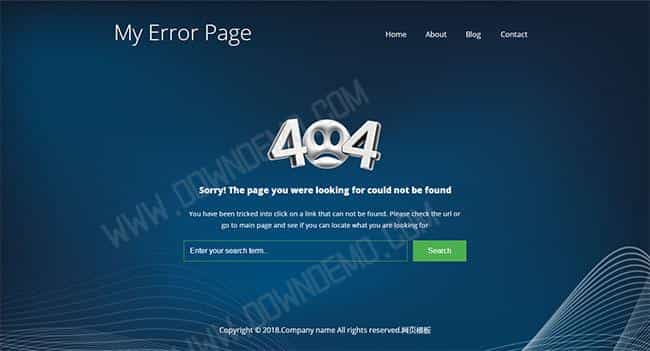 My Error Page
Home About Blog Contact
404
Sorry! The page you were looking for could not be found
You have been tricked into click on a link that can not be found. Please check the url or
go to main page and see if you can locate what you are looking for
Enter your search term.. Search
Copyright © 2018.Company name All rights reserved.网页模板
WWW.DOWNDEMO.COM
WWW.DOWNDEMO.COM